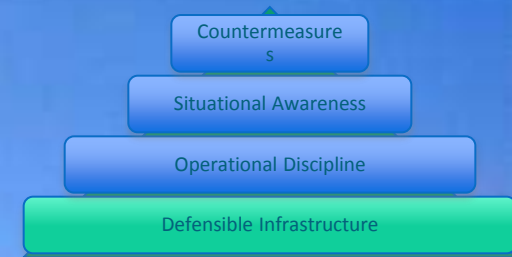 Countermeasure
s
Situational Awareness
Operational Discipline
Defensible Infrastructure